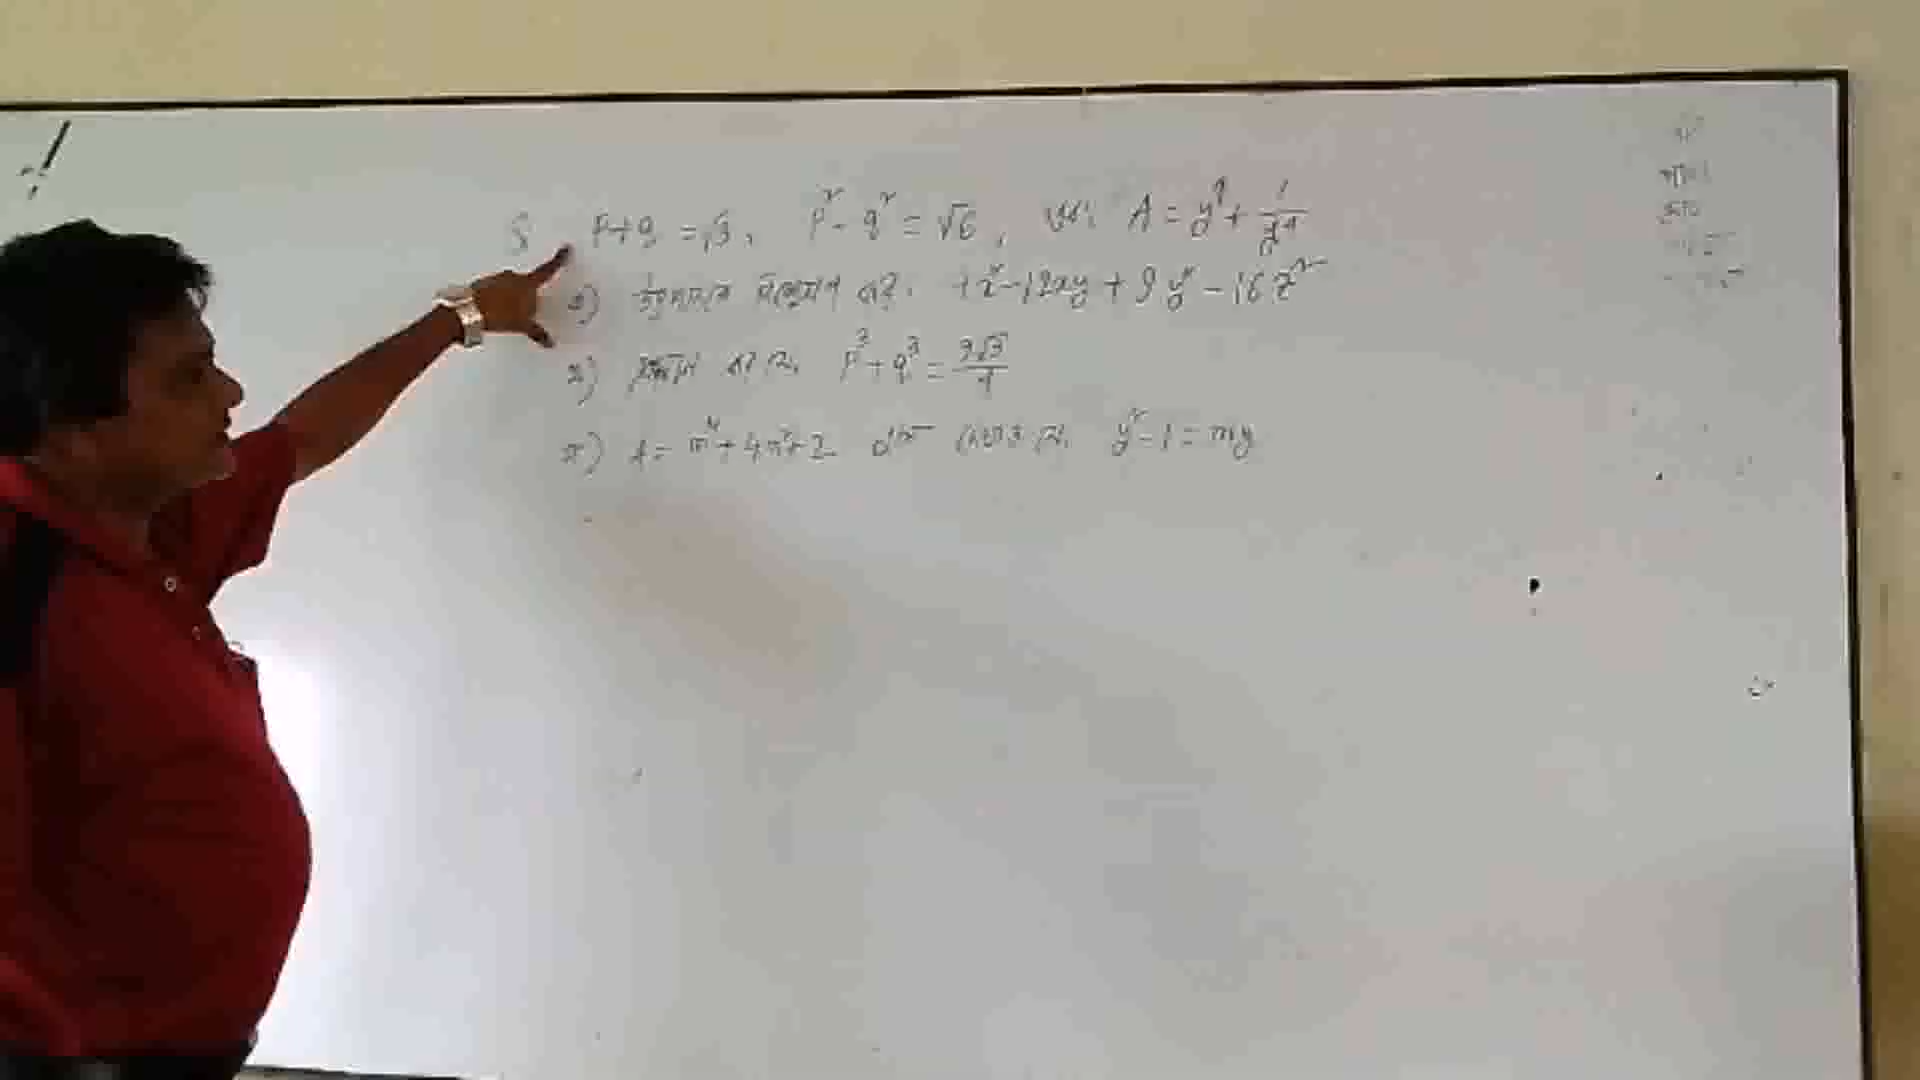 P+q = √3, P² - q² = √6, এবং A = y⁴ + 1/y⁴
ক) উৎপাদকে বিশ্লেষণ কর। 4x² - 12xy + 9y² - 16z²
খ) প্রমাণ কর যে, P³ + q³ = 9√3/4
গ) A = m⁴ + 4m² + 2 হলে দেখাও যে, y² - 1 = my